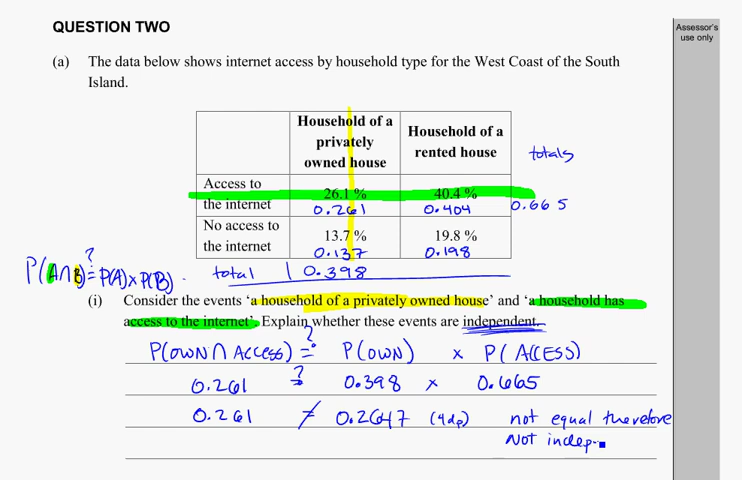 QUESTION TWO
Assessor's
use only
(a) The data below shows internet access by household type for the West Coast of the South
Island.
Household of a
privately
owned house
Household of a
rented house
totals
Access to
the internet
26.1 %
0.261
40.4 %
0.404
0.665
No access to
the internet
13.7 %
0.137
19.8 %
0.198
total 0.398
P(A∩B) ?= P(A) x P(B)
(i) Consider the events 'a household of a privately owned house' and 'a household has
access to the internet'. Explain whether these events are independent.
P(OWN ∩ ACCESS) ?= P(OWN) x P(ACCESS)
0.261 ?= 0.398 x 0.665
0.261 ≠ 0.2647 (4dp) not equal therefore
Not indep.